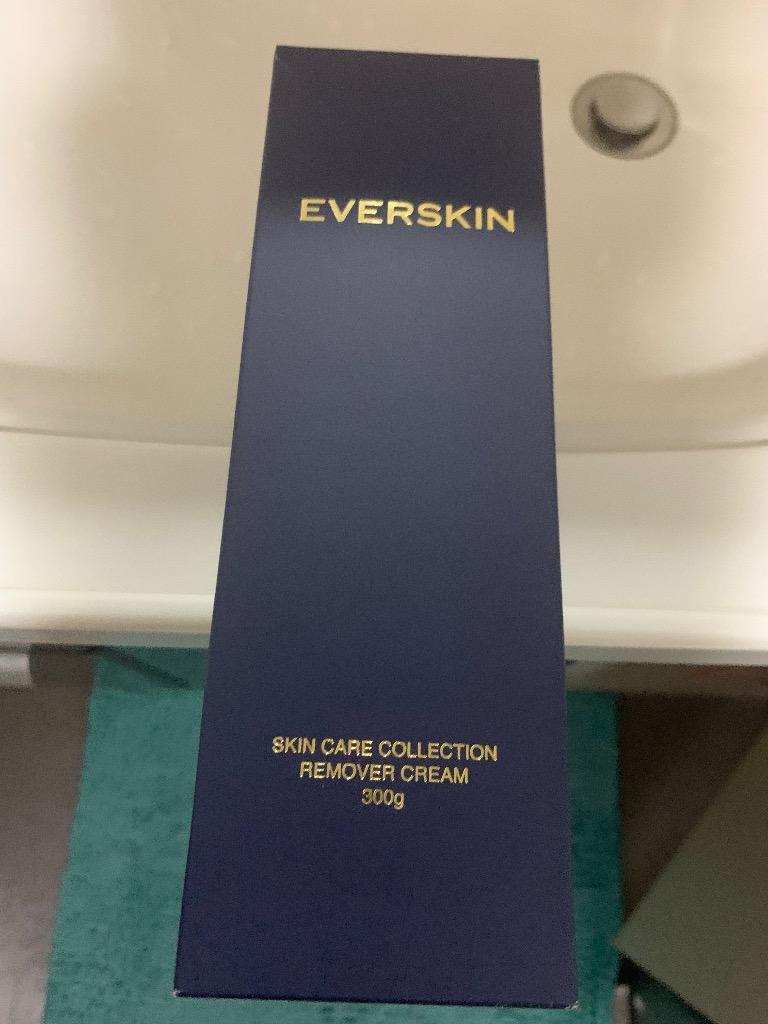 EVERSKIN
SKIN CARE COLLECTION
REMOVER CREAM
300g